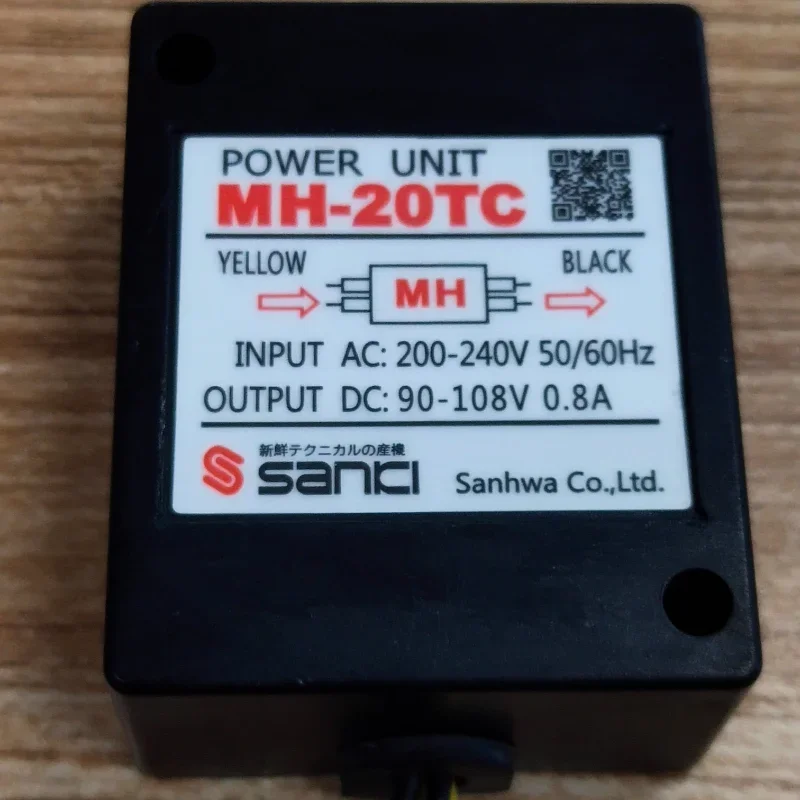 POWER UNIT
MH-20TC
YELLOW
BLACK
MH
INPUT AC: 200-240V 50/60Hz
OUTPUT DC: 90-108V 0.8A
新鮮テクニカルの産機
SANKI
Sanhwa Co.,Ltd.